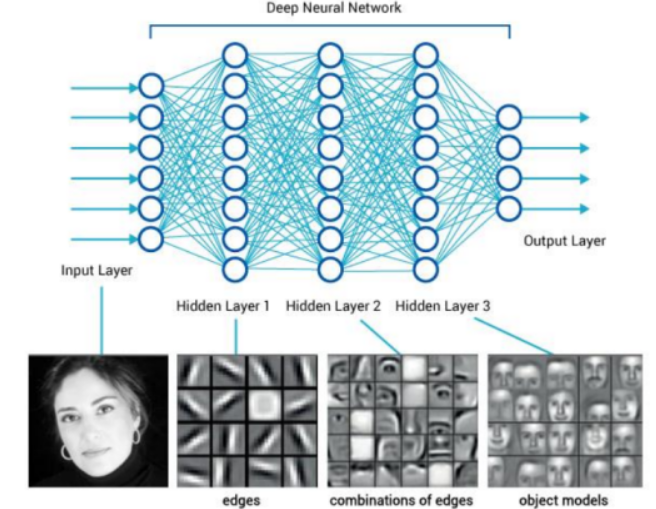 Deep Neural Network
Input Layer
Output Layer
Hidden Layer 1
Hidden Layer 2
Hidden Layer 3
edges
combinations of edges
object models